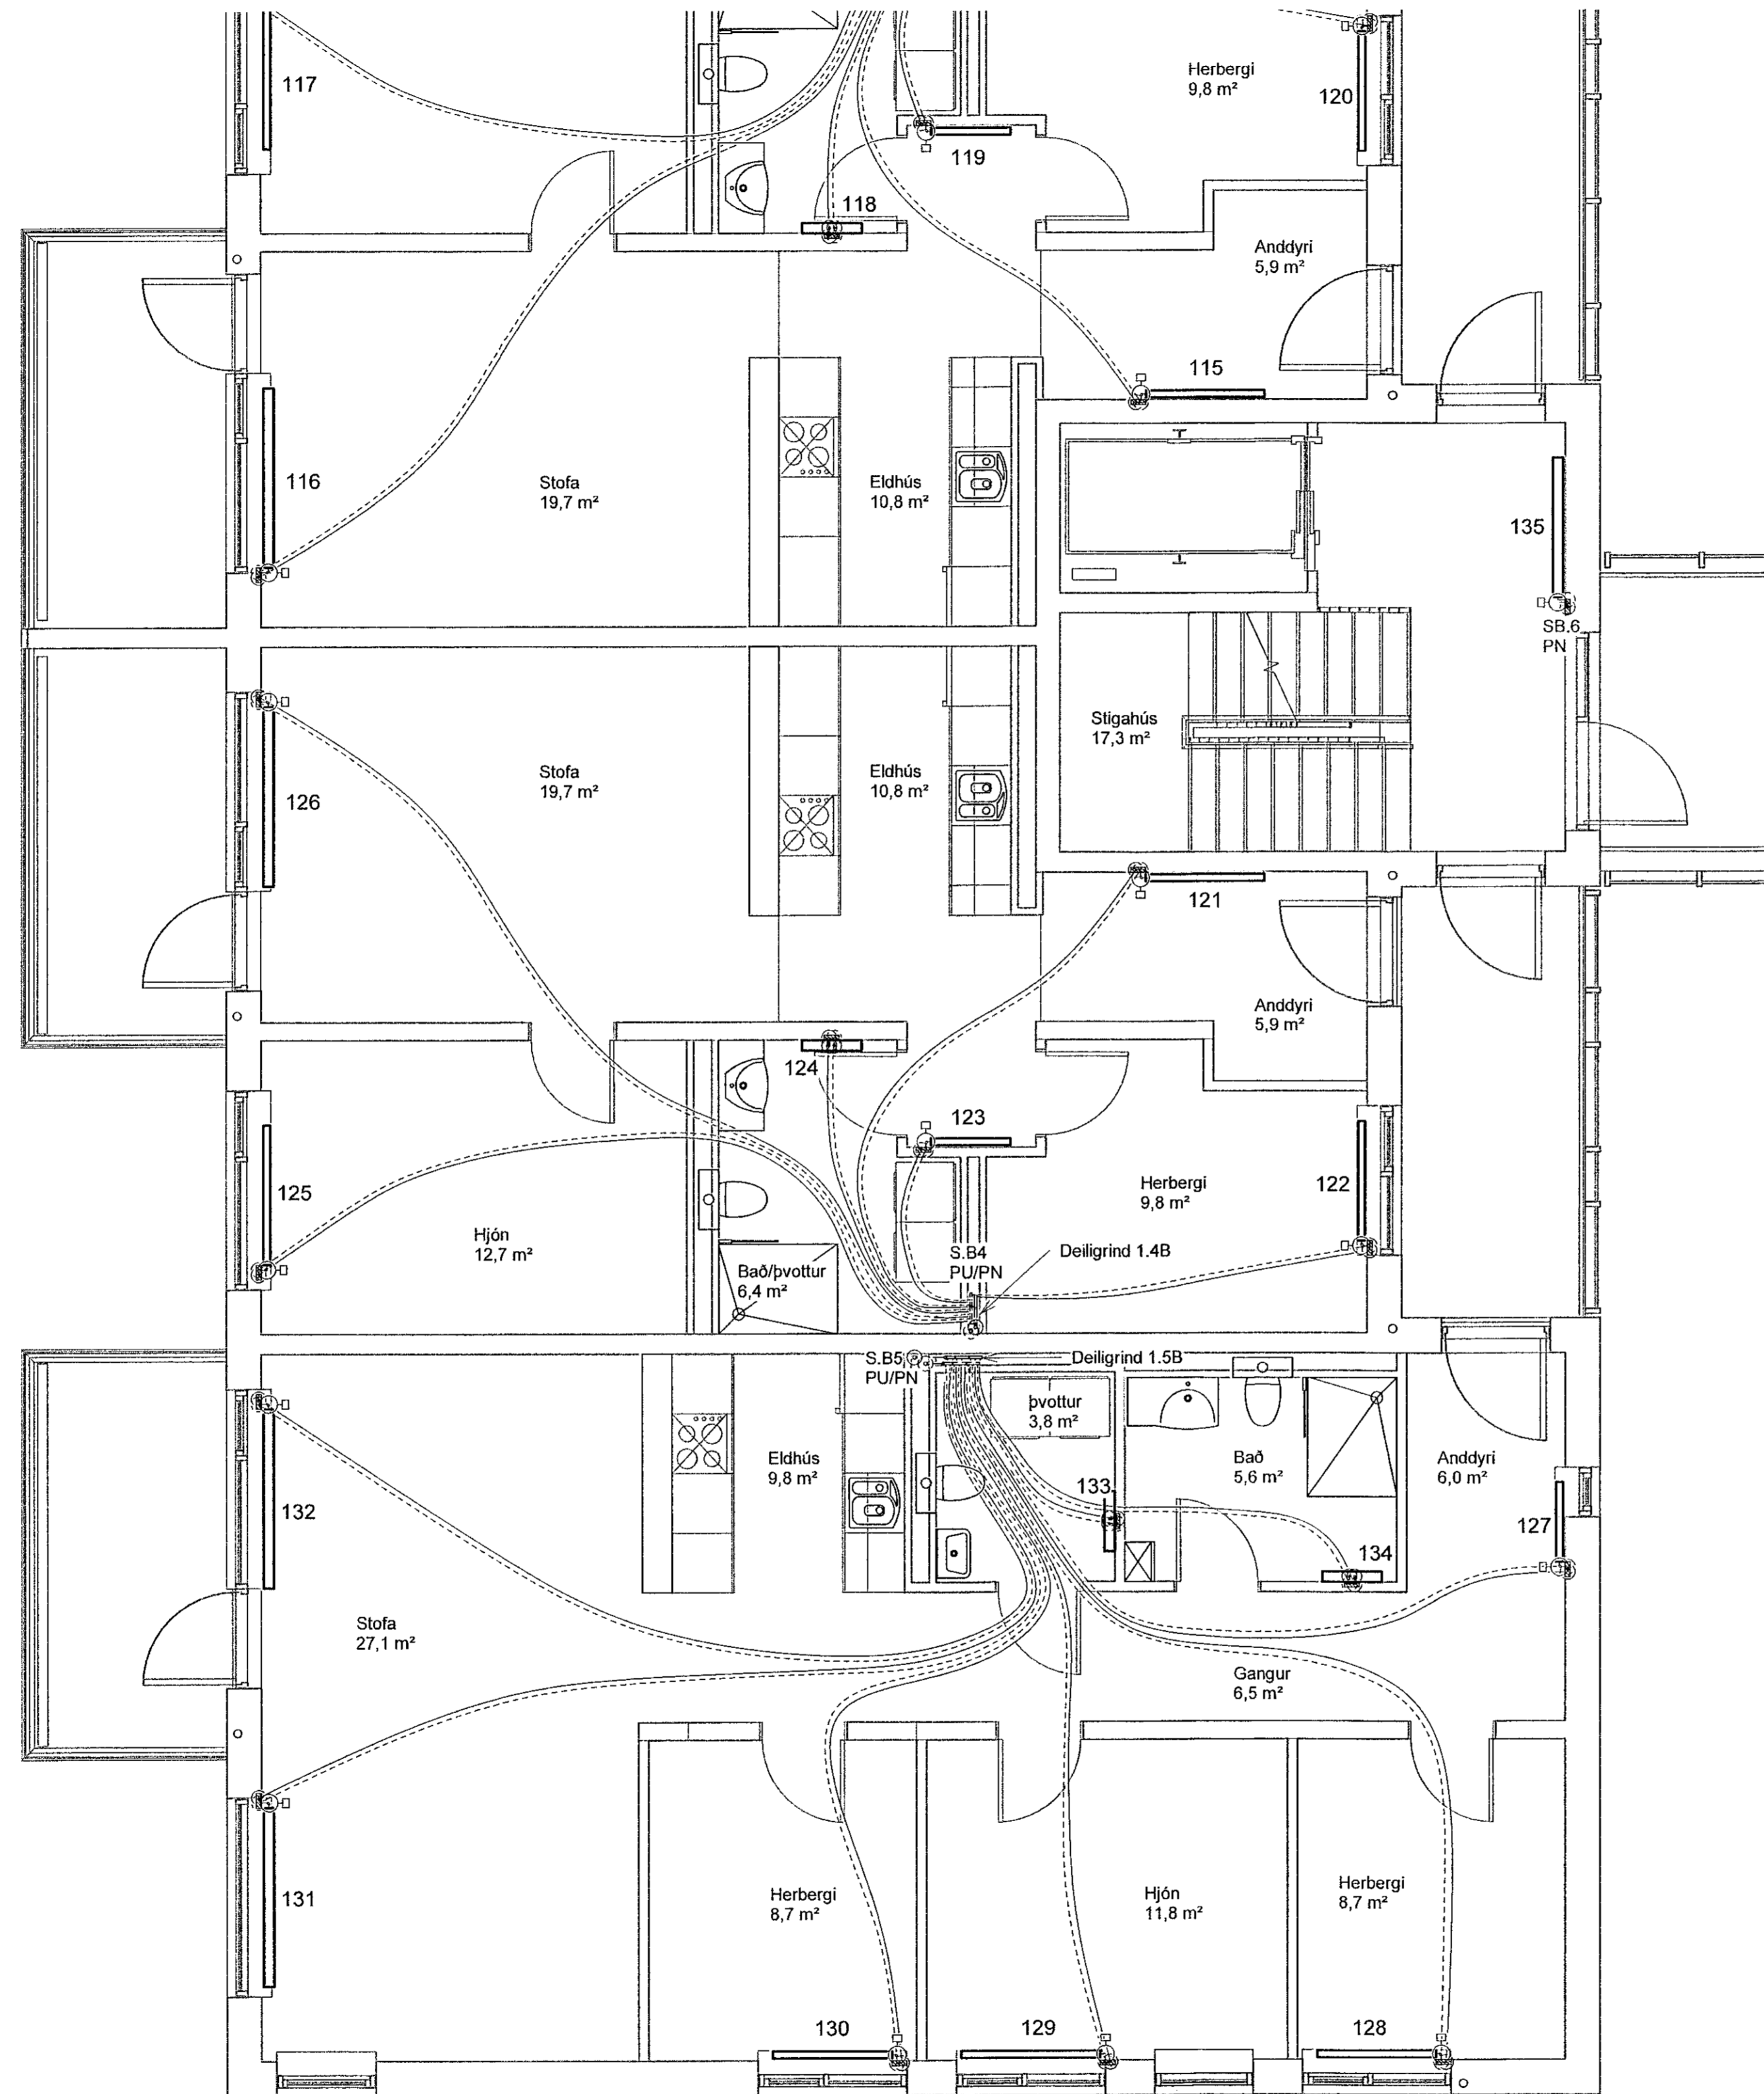 117
Herbergi
9,8 m²
120
119
118
Anddyri
5,9 m²
115
116
Stofa
19,7 m²
Eldhús
10,8 m²
135
SB.6
PN
Stigahús
17,3 m²
126
Stofa
19,7 m²
Eldhús
10,8 m²
121
Anddyri
5,9 m²
124
123
125
Hjón
12,7 m²
Herbergi
9,8 m²
122
Bað/þvottur
6,4 m²
S.B4
PU/PN
Deiligrind 1.4B
S.B5
PU/PN
Deiligrind 1.5B
þvottur
3,8 m²
132
Eldhús
9,8 m²
133
Bað
5,6 m²
Anddyri
6,0 m²
127
134
Stofa
27,1 m²
Gangur
6,5 m²
131
Herbergi
8,7 m²
Hjón
11,8 m²
Herbergi
8,7 m²
130
129
128